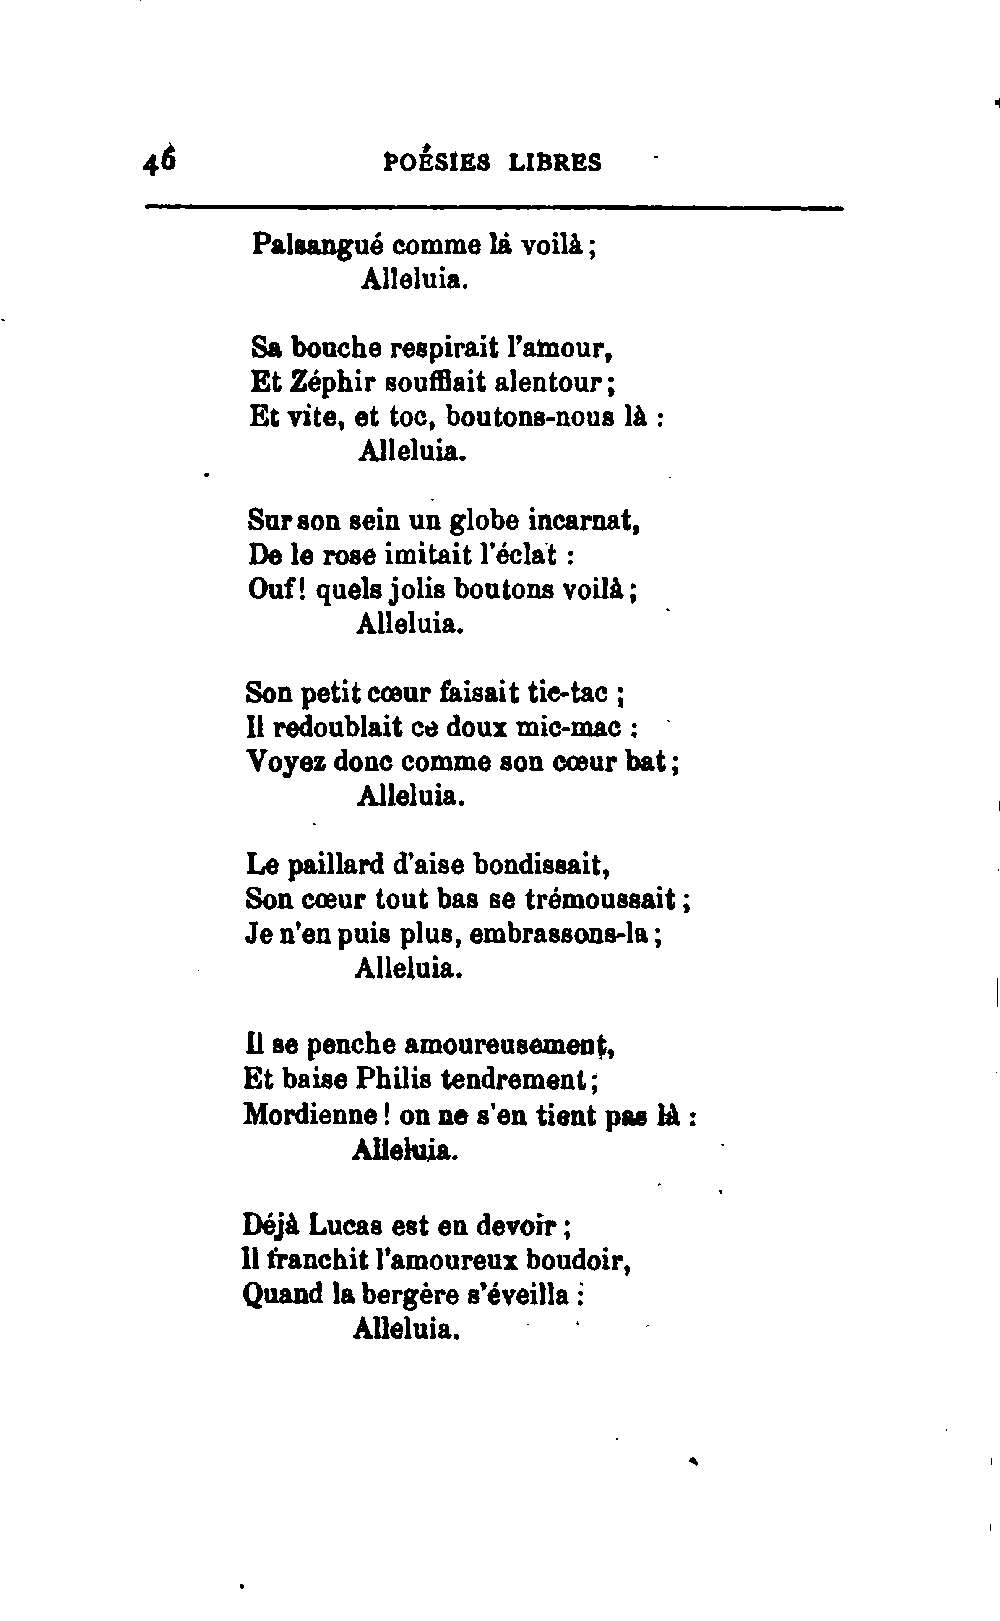 46 POÉSIES LIBRES
Palsangué comme là voilà ;
Alleluia.
Sa bouche respirait l'amour,
Et Zéphir soufflait alentour ;
Et vite, et toc, boutons-nous là :
Alleluia.
Sur son sein un globe incarnat,
De le rose imitait l'éclat :
Ouf! quels jolis boutons voilà ;
Alleluia.
Son petit cœur faisait tic-tac ;
Il redoublait ce doux mic-mac :
Voyez donc comme son cœur bat ;
Alleluia.
Le paillard d'aise bondissait,
Son cœur tout bas se trémoussait ;
Je n'en puis plus, embrassons-la ;
Alleluia.
Il se penche amoureusement,
Et baise Philis tendrement ;
Mordienne ! on ne s'en tient pas là :
Alleluia.
Déjà Lucas est en devoir ;
Il franchit l'amoureux boudoir,
Quand la bergère s'éveilla :
Alleluia.